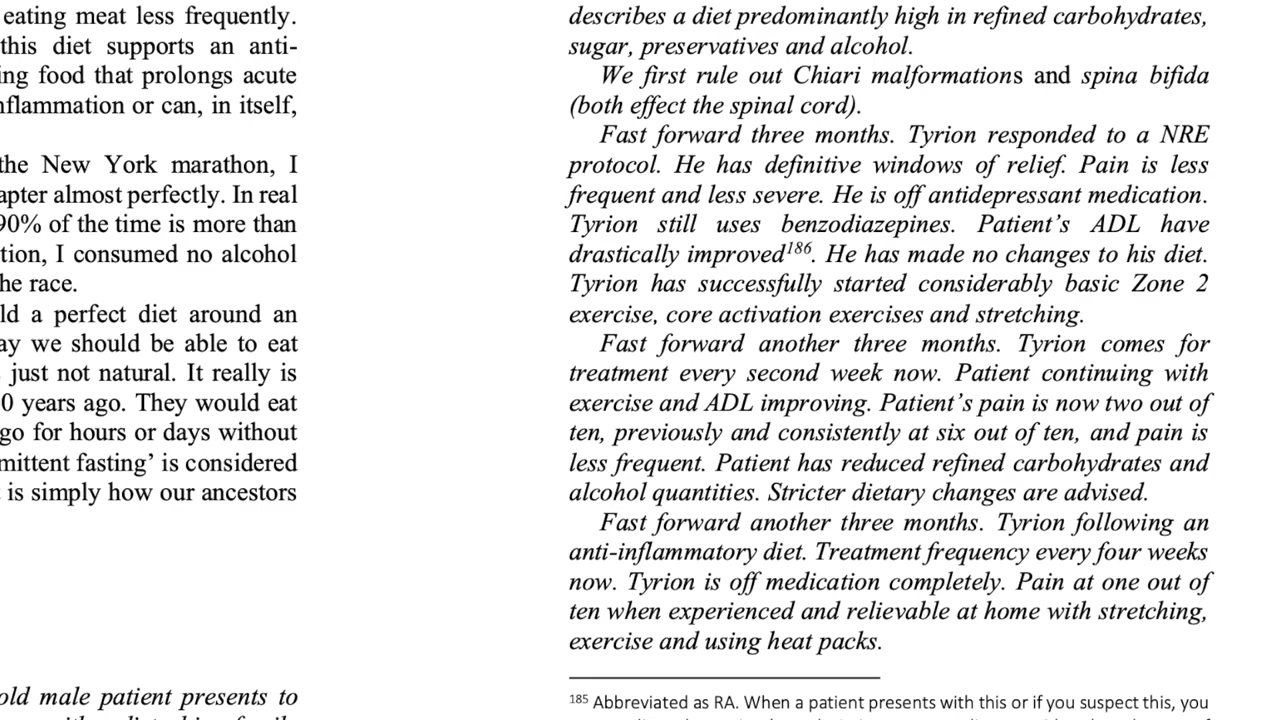 eating meat less frequently.
this diet supports an anti-
ing food that prolongs acute
nflammation or can, in itself,
the New York marathon, I
apter almost perfectly. In real
90% of the time is more than
tion, I consumed no alcohol
he race.
ld a perfect diet around an
ay we should be able to eat
just not natural. It really is
0 years ago. They would eat
go for hours or days without
mittent fasting’ is considered
is simply how our ancestors
old male patient presents to
describes a diet predominantly high in refined carbohydrates,
sugar, preservatives and alcohol.
We first rule out Chiari malformations and spina bifida
(both effect the spinal cord).
Fast forward three months. Tyrion responded to a NRE
protocol. He has definitive windows of relief. Pain is less
frequent and less severe. He is off antidepressant medication.
Tyrion still uses benzodiazepines. Patient’s ADL have
drastically improved186. He has made no changes to his diet.
Tyrion has successfully started considerably basic Zone 2
exercise, core activation exercises and stretching.
Fast forward another three months. Tyrion comes for
treatment every second week now. Patient continuing with
exercise and ADL improving. Patient’s pain is now two out of
ten, previously and consistently at six out of ten, and pain is
less frequent. Patient has reduced refined carbohydrates and
alcohol quantities. Stricter dietary changes are advised.
Fast forward another three months. Tyrion following an
anti-inflammatory diet. Treatment frequency every four weeks
now. Tyrion is off medication completely. Pain at one out of
ten when experienced and relievable at home with stretching,
exercise and using heat packs.
185 Abbreviated as RA. When a patient presents with this or if you suspect this, you